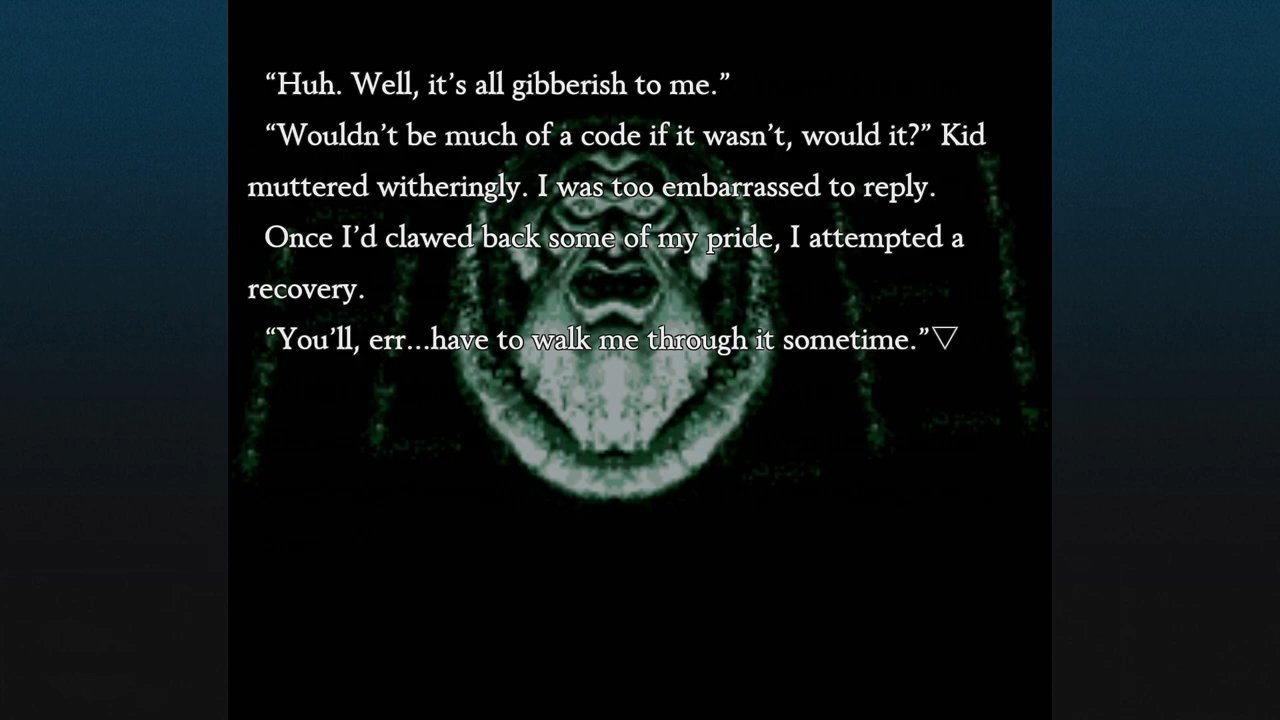 “Huh. Well, it’s all gibberish to me.”
“Wouldn’t be much of a code if it wasn’t, would it?” Kid
muttered witheringly. I was too embarrassed to reply.
Once I’d clawed back some of my pride, I attempted a
recovery.
“You’ll, err...have to walk me through it sometime.”▽